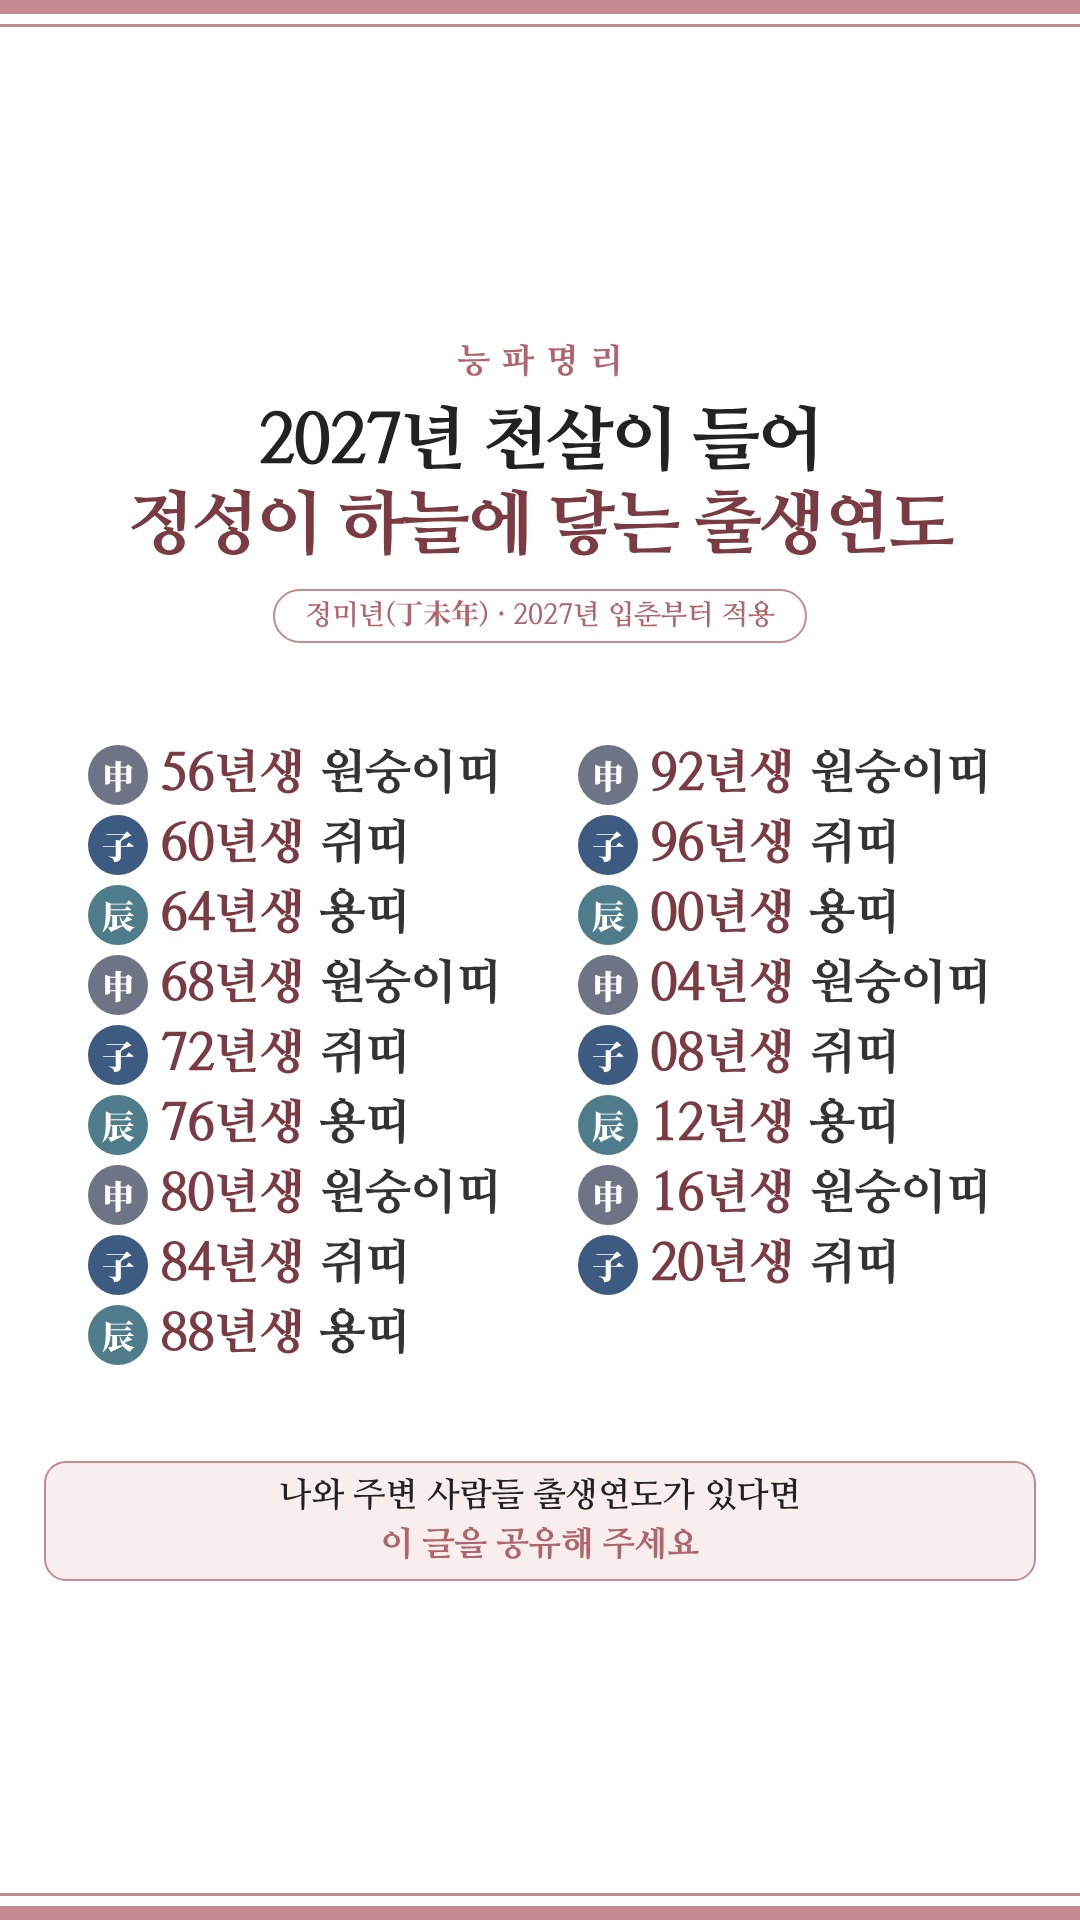 능파명리
2027년 천살이 들어
정성이 하늘에 닿는 출생연도
정미년(丁未年) · 2027년 입춘부터 적용
申 56년생 원숭이띠
子 60년생 쥐띠
辰 64년생 용띠
申 68년생 원숭이띠
子 72년생 쥐띠
辰 76년생 용띠
申 80년생 원숭이띠
子 84년생 쥐띠
辰 88년생 용띠
申 92년생 원숭이띠
子 96년생 쥐띠
辰 00년생 용띠
申 04년생 원숭이띠
子 08년생 쥐띠
辰 12년생 용띠
申 16년생 원숭이띠
子 20년생 쥐띠
나와 주변 사람들 출생연도가 있다면
이 글을 공유해 주세요